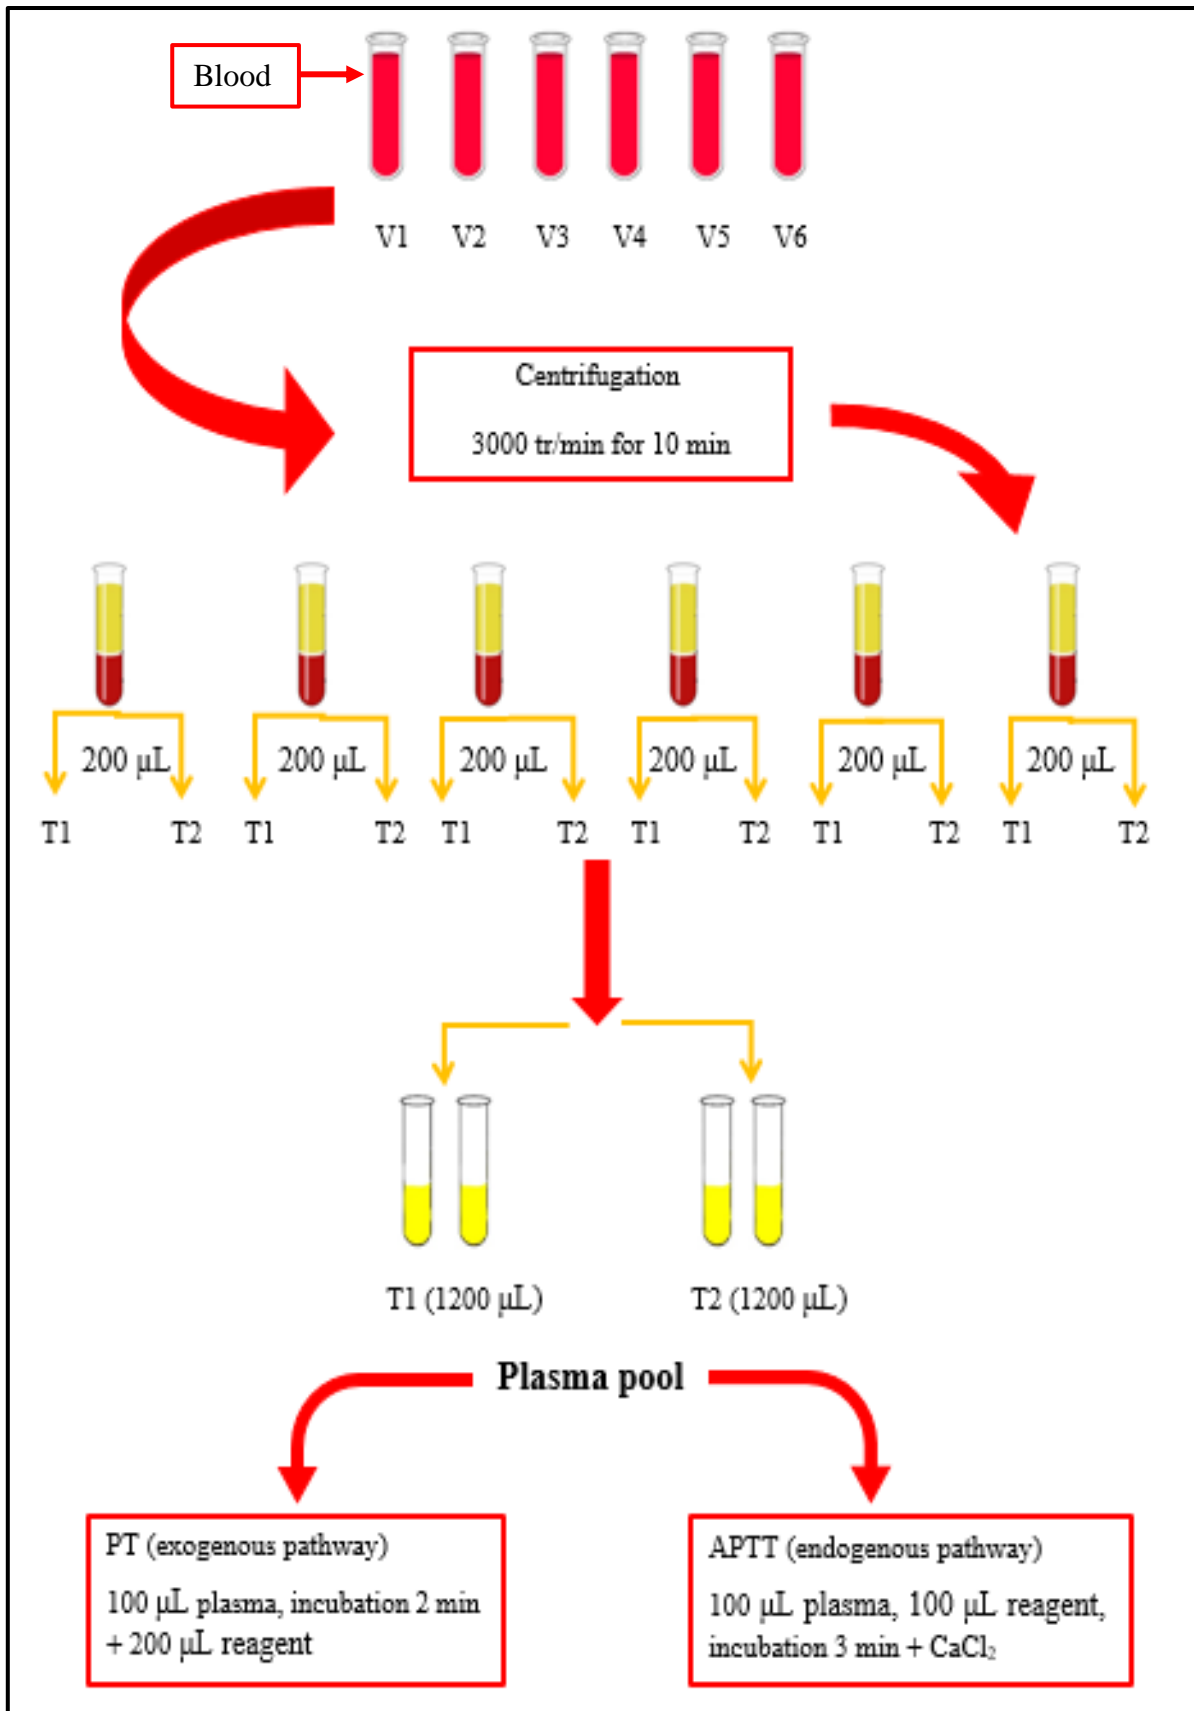 Blood
V1 V2 V3 V4 V5 V6
Centrifugation
3000 tr/min for 10 min
200 µL 200 µL 200 µL 200 µL 200 µL 200 µL
T1 T2 T1 T2 T1 T2 T1 T2 T1 T2 T1 T2
T1 (1200 µL) T2 (1200 µL)
Plasma pool
PT (exogenous pathway)
100 µL plasma, incubation 2 min
+ 200 µL reagent
APTT (endogenous pathway)
100 µL plasma, 100 µL reagent,
incubation 3 min + CaCl₂